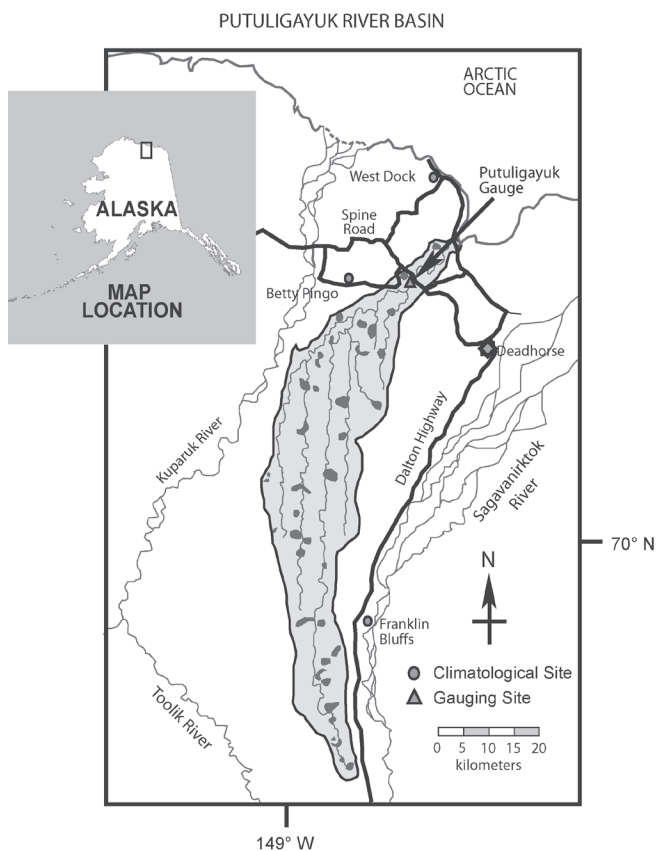 PUTULIGAYUK RIVER BASIN
ARCTIC
OCEAN
West Dock
Putuligayuk
Gauge
Spine
Road
ALASKA
MAP
LOCATION
Betty Pingo
Deadhorse
Kuparuk River
Dalton Highway
Sagavanirktok
River
70° N
N
Franklin
Bluffs
Climatological Site
Gauging Site
Toolik River
0 5 10 15 20
kilometers
149° W